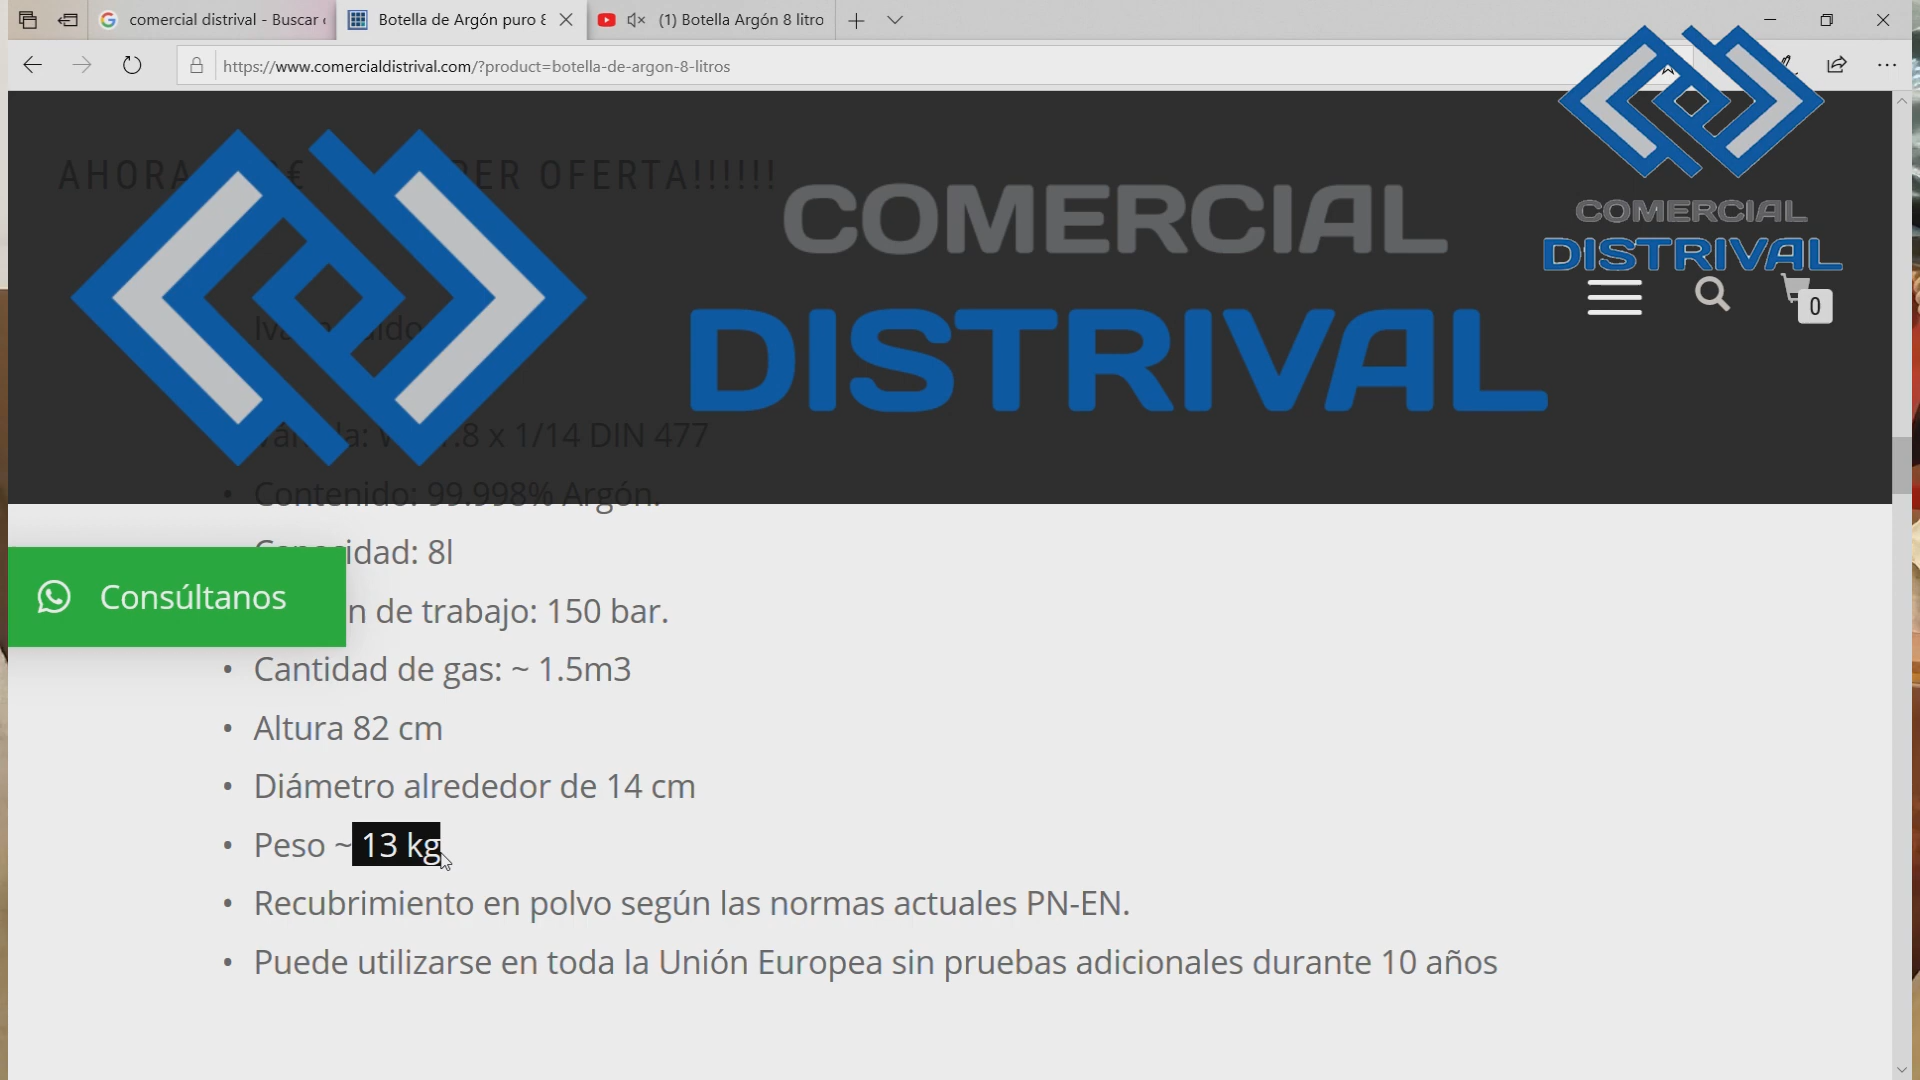 comercial distrival - Buscar
Botella de Argón puro 8
(1) Botella Argón 8 litro
https://www.comercialdistrival.com/?product=botella-de-argon-8-litros
AHORA
OFERTA!!!!!!
COMERCIAL
DISTRIVAL
COMERCIAL
DISTRIVAL
0
x 1/14 DIN 477
• Contenido: 99.998% Argón.
Capacidad: 8l
Consúltanos
n de trabajo: 150 bar.
• Cantidad de gas: ~ 1.5m3
• Altura 82 cm
• Diámetro alrededor de 14 cm
• Peso ~ 13 kg
• Recubrimiento en polvo según las normas actuales PN-EN.
• Puede utilizarse en toda la Unión Europea sin pruebas adicionales durante 10 años